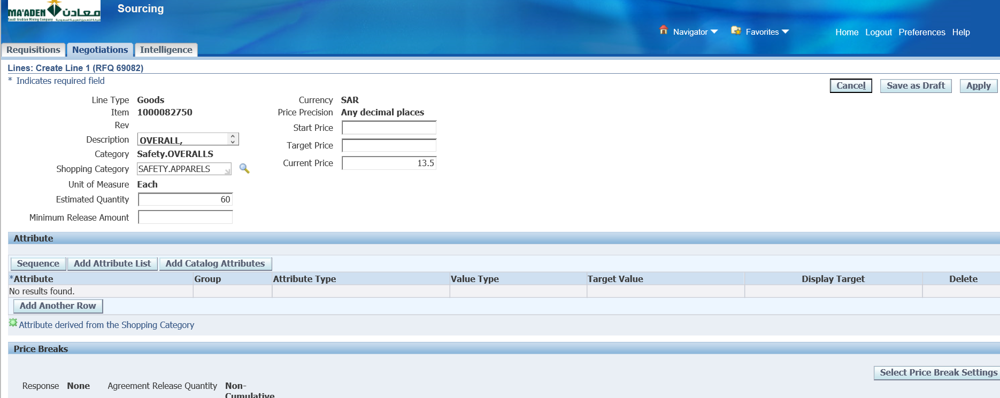 MA'ADEN معادن
Saudi Arabian Mining Company
Sourcing
Navigator Favorites Home Logout Preferences Help
Requisitions Negotiations Intelligence
Lines: Create Line 1 (RFQ 69082)
* Indicates required field
Cancel Save as Draft Apply
Line Type Goods
Item 1000082750
Rev
Description OVERALL,
Category Safety.OVERALLS
Shopping Category SAFETY.APPARELS
Unit of Measure Each
Estimated Quantity 60
Minimum Release Amount
Currency SAR
Price Precision Any decimal places
Start Price
Target Price
Current Price 13.5
Attribute
Sequence Add Attribute List Add Catalog Attributes
*Attribute Group Attribute Type Value Type Target Value Display Target Delete
No results found.
Add Another Row
Attribute derived from the Shopping Category
Price Breaks
Select Price Break Settings
Response None Agreement Release Quantity Non-
Cumulative